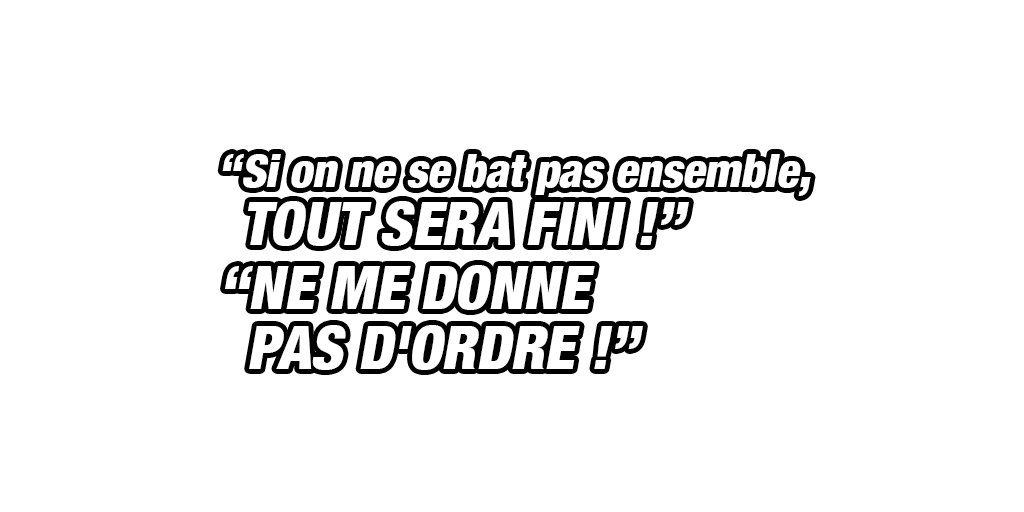 “Si on ne se bat pas ensemble,
TOUT SERA FINI !”
“NE ME DONNE
PAS D'ORDRE !”